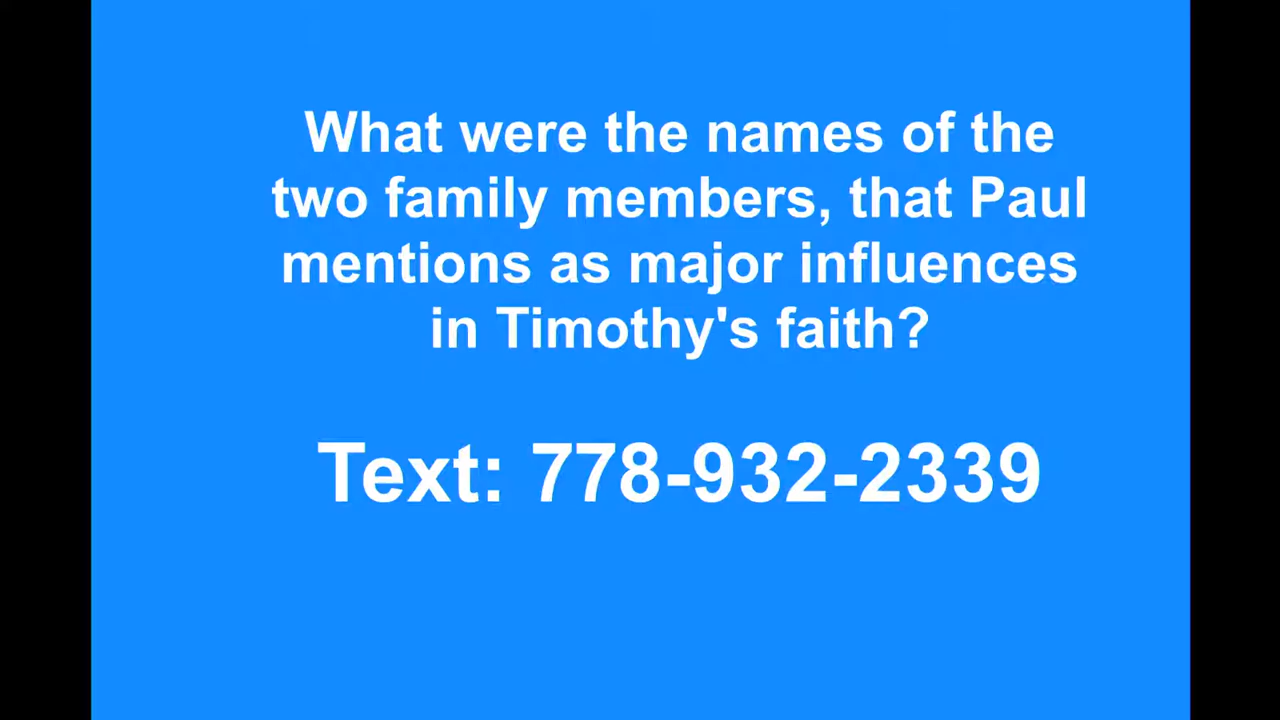 What were the names of the
two family members, that Paul
mentions as major influences
in Timothy's faith?
Text: 778-932-2339